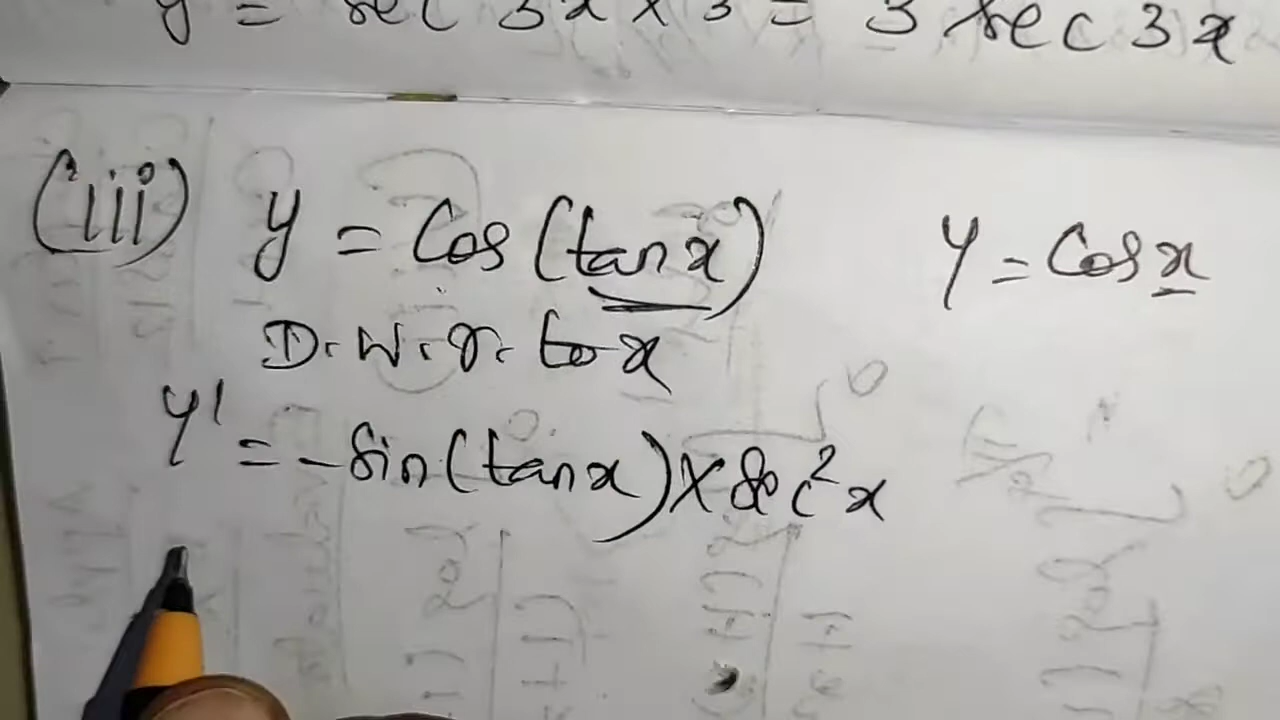 y = sec 3x × 3 = 3 sec 3x
(iii) y = Cos (tan x) y = Cos x
D. w. r. to x
y' = - Sin (tan x) × Sec² x